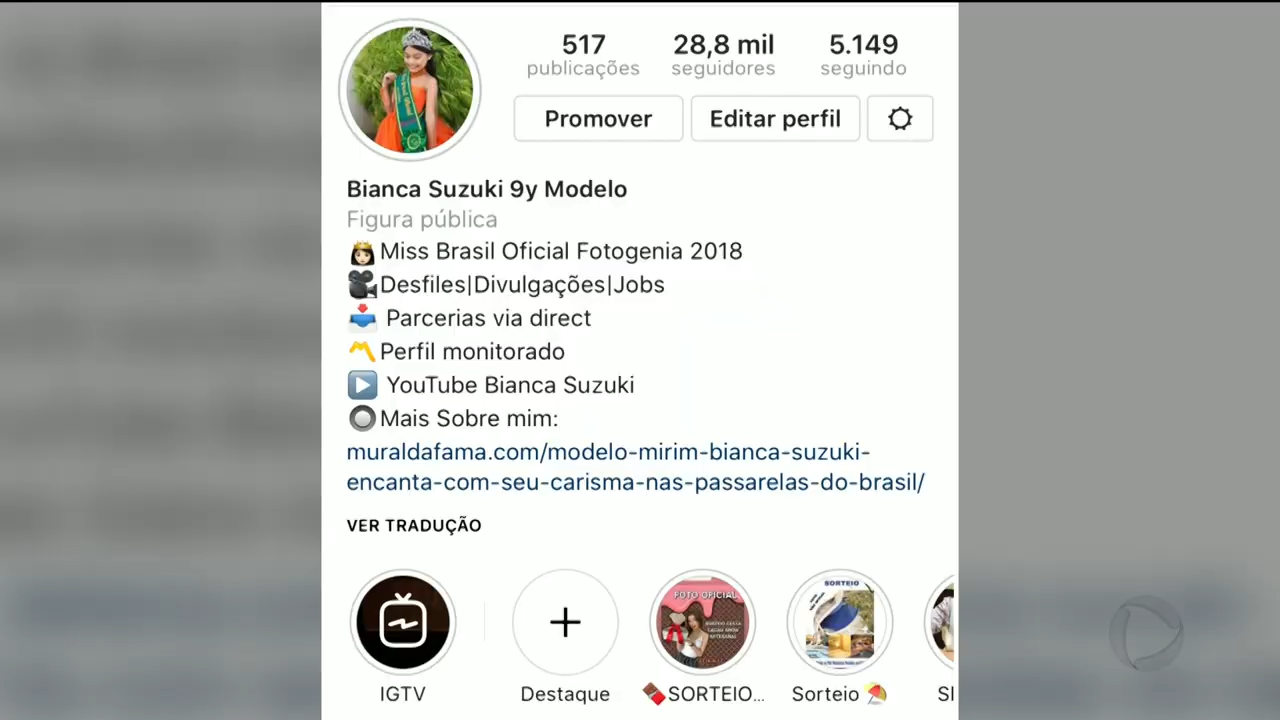 517
28,8 mil
5.149
publicações
seguidores
seguindo
Promover
Editar perfil
Bianca Suzuki 9y Modelo
Figura pública
Miss Brasil Oficial Fotogenia 2018
Desfiles|Divulgações|Jobs
Parcerias via direct
Perfil monitorado
YouTube Bianca Suzuki
Mais Sobre mim:
muraldafama.com/modelo-mirim-bianca-suzuki-
encanta-com-seu-carisma-nas-passarelas-do-brasil/
VER TRADUÇÃO
FOTO OFICIAL
SORTEIO
IGTV
Destaque
SORTEIO...
Sorteio